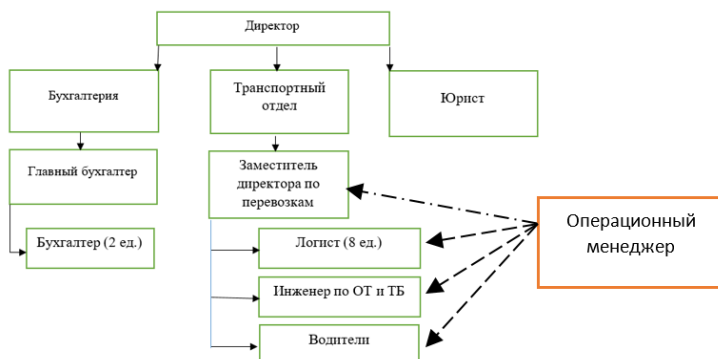 Директор
Бухгалтерия
Транспортный
отдел
Юрист
Главный бухгалтер
Заместитель
директора по
перевозкам
Операционный
менеджер
Бухгалтер (2 ед.)
Логист (8 ед.)
Инженер по ОТ и ТБ
Водители